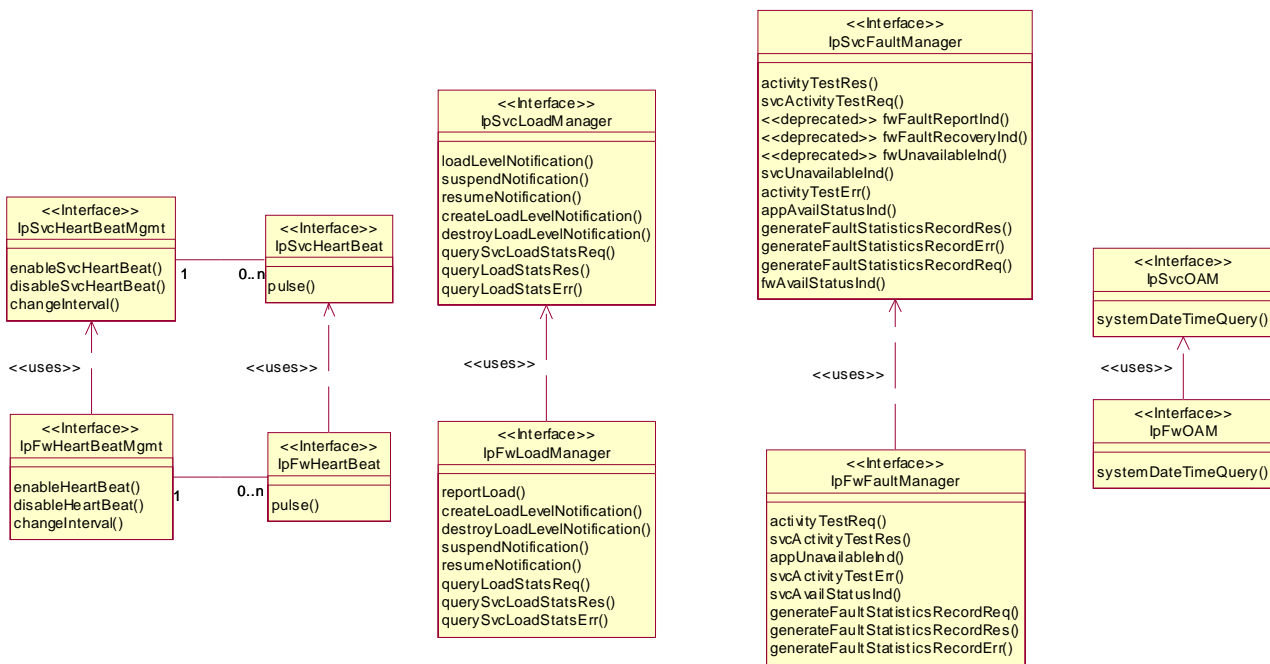 <<Interface>>
IpSvcHeartBeatMgmt
enableSvcHeartBeat()
disableSvcHeartBeat()
changeInterval()
1
0..n
<<Interface>>
IpSvcHeartBeat
pulse()
<<uses>>
<<uses>>
<<Interface>>
IpFwHeartBeatMgmt
enableHeartBeat()
disableHeartBeat()
changeInterval()
1
0..n
<<Interface>>
IpFwHeartBeat
pulse()
<<Interface>>
IpSvcLoadManager
loadLevelNotification()
suspendNotification()
resumeNotification()
createLoadLevelNotification()
destroyLoadLevelNotification()
querySvcLoadStatsReq()
queryLoadStatsRes()
queryLoadStatsErr()
<<uses>>
<<Interface>>
IpFwLoadManager
reportLoad()
createLoadLevelNotification()
destroyLoadLevelNotification()
suspendNotification()
resumeNotification()
queryLoadStatsReq()
querySvcLoadStatsRes()
querySvcLoadStatsErr()
<<Interface>>
IpSvcFaultManager
activityTestRes()
svcActivityTestReq()
<<deprecated>> fwFaultReportInd()
<<deprecated>> fwFaultRecoveryInd()
<<deprecated>> fwUnavailableInd()
svcUnavailableInd()
activityTestErr()
appAvailStatusInd()
generateFaultStatisticsRecordRes()
generateFaultStatisticsRecordErr()
generateFaultStatisticsRecordReq()
fwAvailStatusInd()
<<uses>>
<<Interface>>
IpFwFaultManager
activityTestReq()
svcActivityTestRes()
appUnavailableInd()
svcActivityTestErr()
svcAvailStatusInd()
generateFaultStatisticsRecordReq()
generateFaultStatisticsRecordRes()
generateFaultStatisticsRecordErr()
<<Interface>>
IpSvcOAM
systemDateTimeQuery()
<<uses>>
<<Interface>>
IpFwOAM
systemDateTimeQuery()